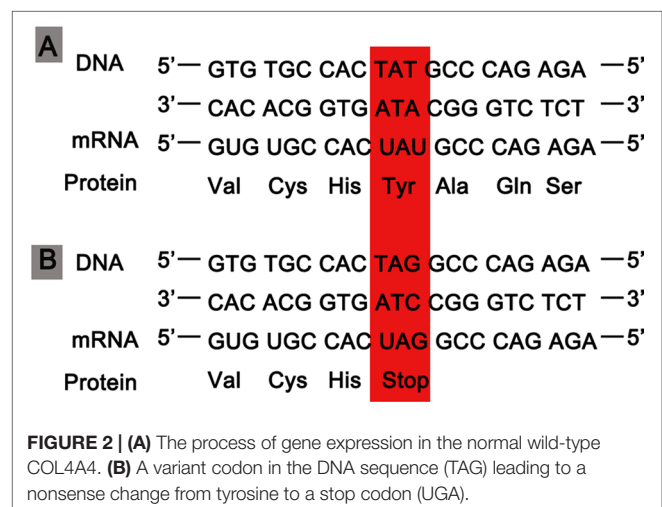 A
DNA 5'— GTG TGC CAC TAT GCC CAG AGA —5'
3'— CAC ACG GTG ATA CGG GTC TCT —3'
mRNA 5'— GUG UGC CAC UAU GCC CAG AGA —5'
Protein Val Cys His Tyr Ala Gln Ser
B
DNA 5'— GTG TGC CAC TAG GCC CAG AGA —5'
3'— CAC ACG GTG ATC CGG GTC TCT —3'
mRNA 5'— GUG UGC CAC UAG GCC CAG AGA —5'
Protein Val Cys His Stop
FIGURE 2 | (A) The process of gene expression in the normal wild-type
COL4A4. (B) A variant codon in the DNA sequence (TAG) leading to a
nonsense change from tyrosine to a stop codon (UGA).